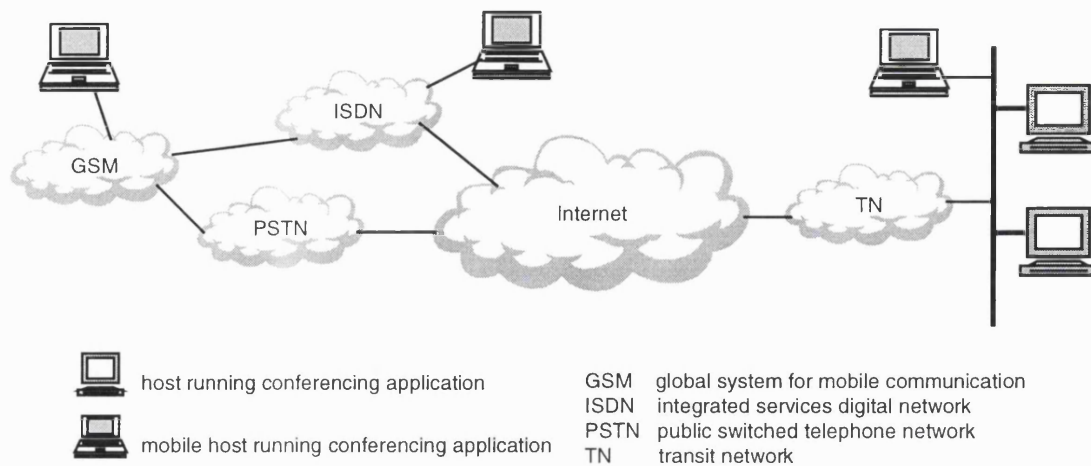 ISDN
GSM
PSTN
Internet
TN
host running conferencing application
mobile host running conferencing application
GSM global system for mobile communication
ISDN integrated services digital network
PSTN public switched telephone network
TN transit network